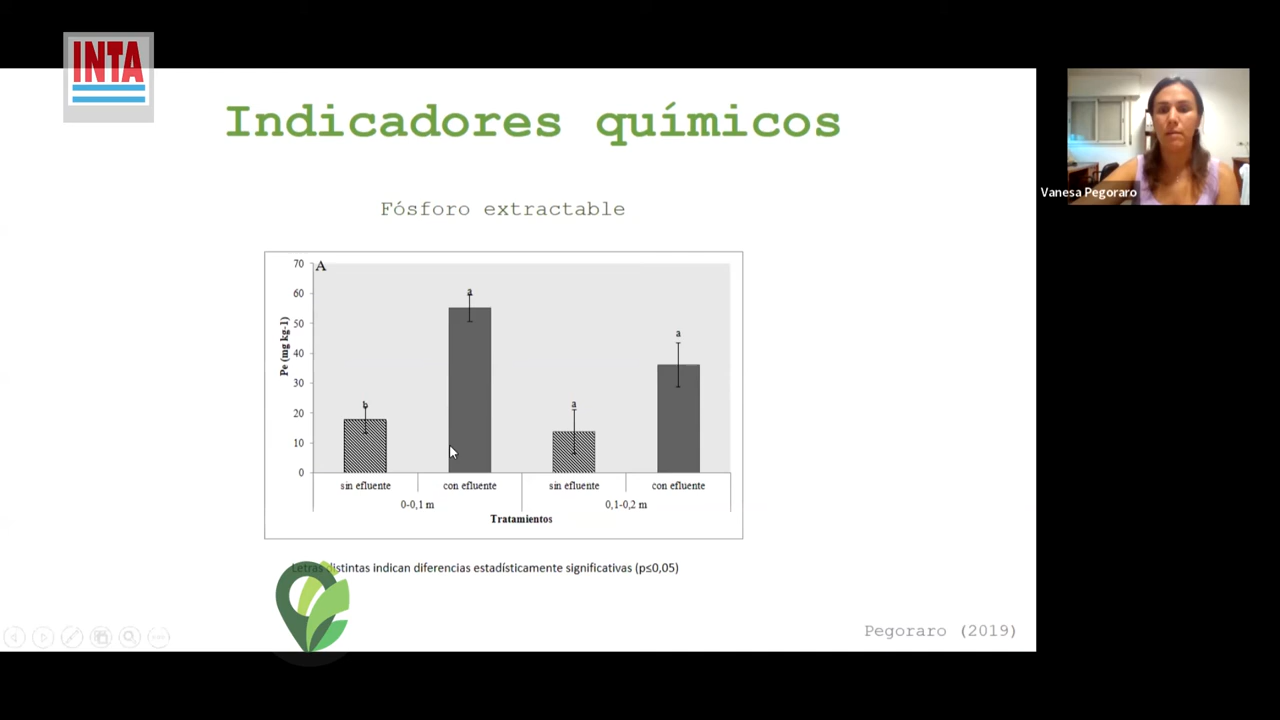 INTA
Indicadores químicos
Vanesa Pegoraro
Fósforo extractable
A
70
60
50
40
30
20
10
0
Pe (mg kg-1)
b
a
a
a
sin efluente
con efluente
sin efluente
con efluente
0-0,1 m
0,1-0,2 m
Tratamientos
Letras distintas indican diferencias estadísticamente significativas (p≤0,05)
Pegoraro (2019)